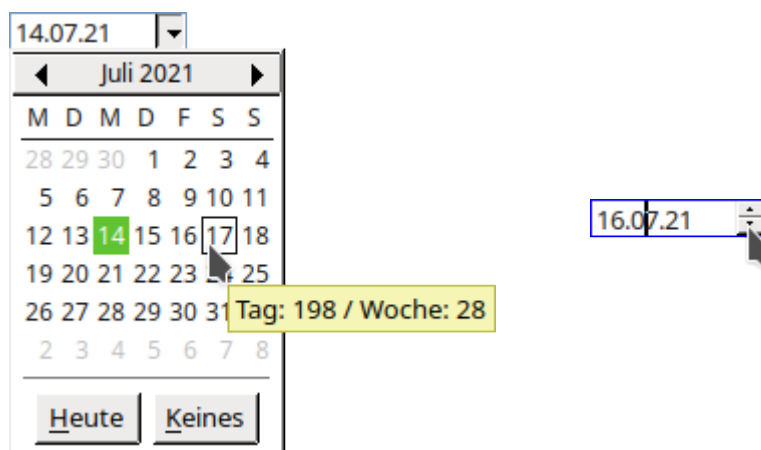 14.07.21
Juli 2021
M D M D F S S
28 29 30 1 2 3 4
5 6 7 8 9 10 11
12 13 14 15 16 17 18
19 20 21 22 23 25
26 27 28 29 30 31
Tag: 198 / Woche: 28
2 3 4 5 6 7 8
Heute Keines
16.07.21